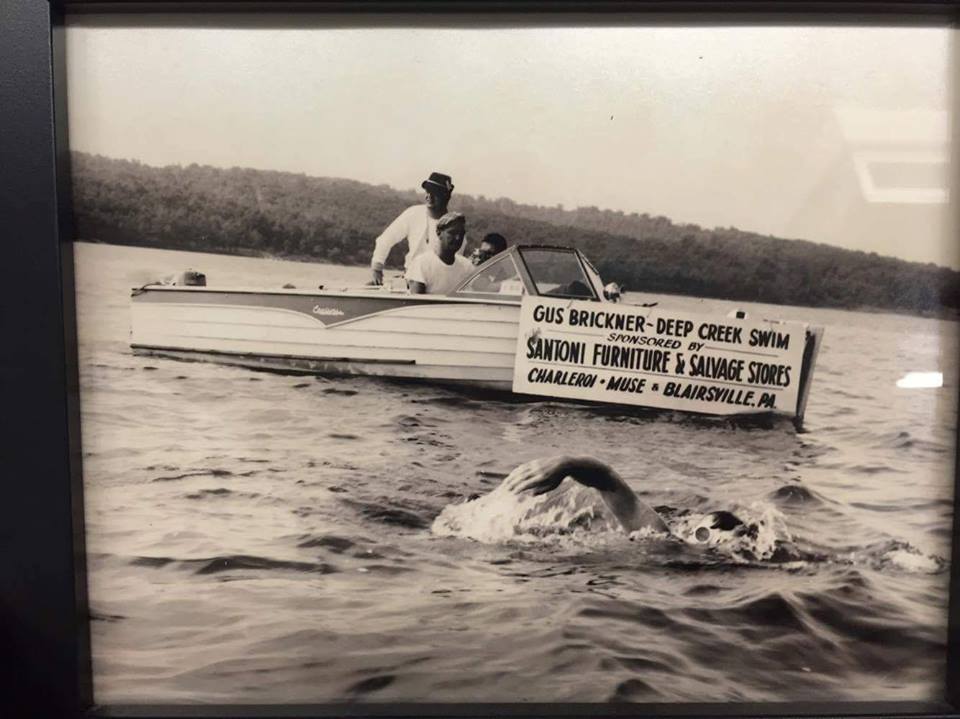 GUS BRICKNER-DEEP CREEK SWIM
SPONSORED BY
SANTONI FURNITURE & SALVAGE STORES
CHARLEROI • MUSE & BLAIRSVILLE, PA.